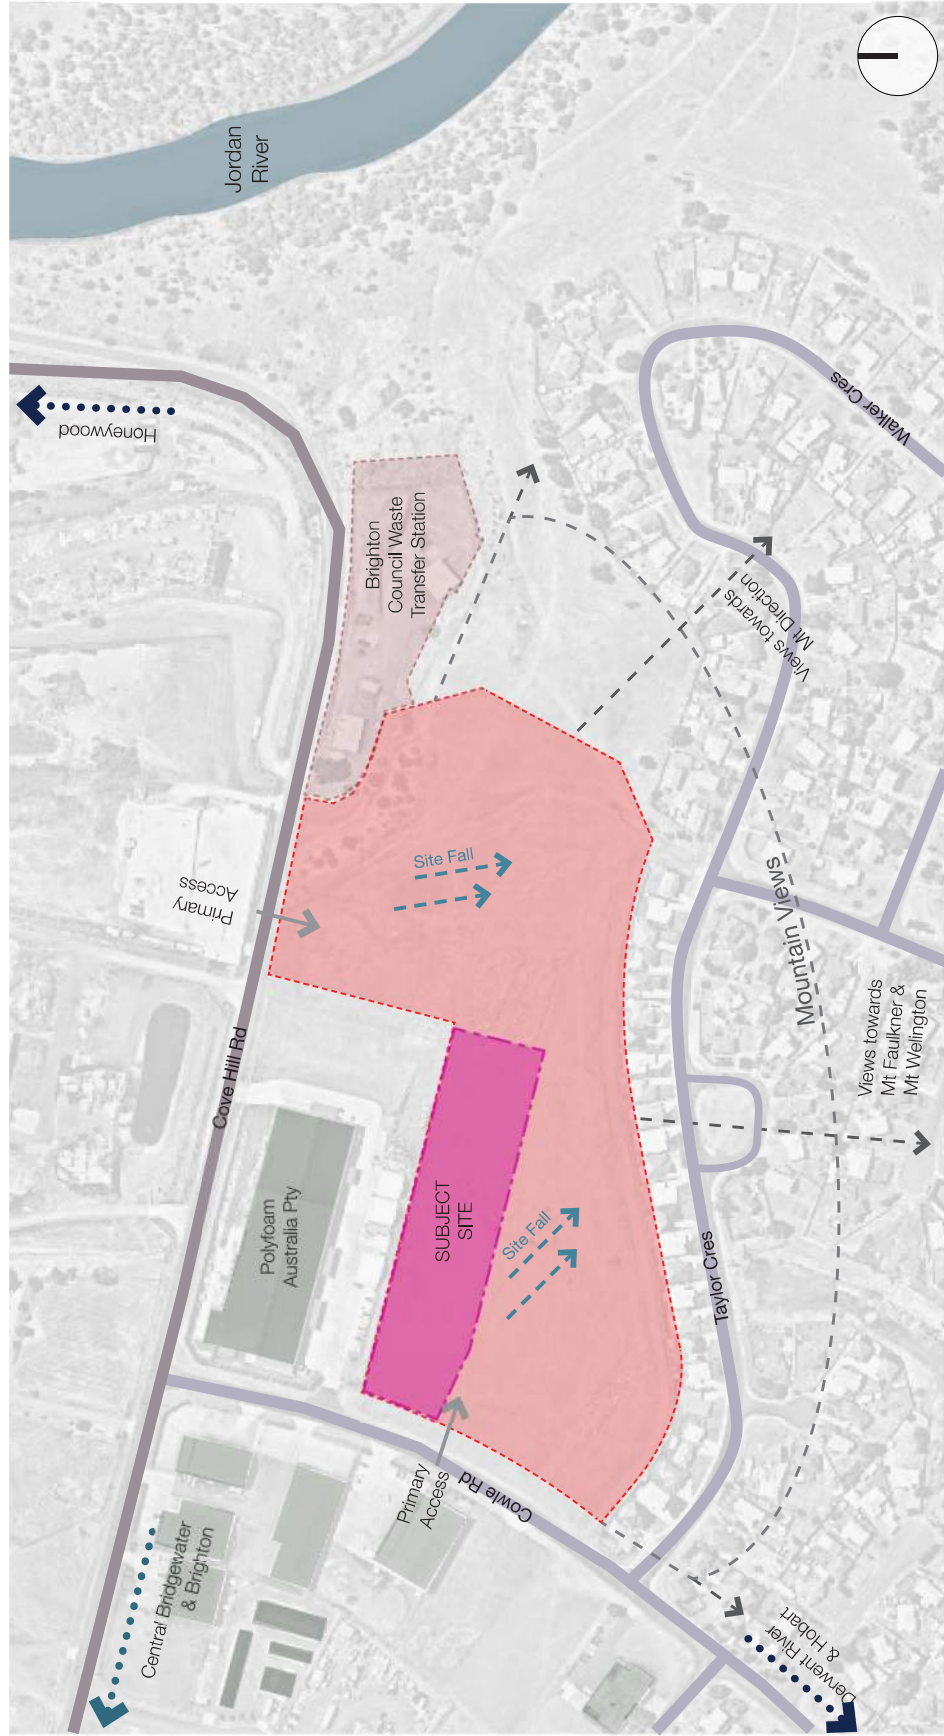 Jordan
River
Honeywood
Brighton
Council Waste
Transfer Station
Walker Cres
Views towards
Mt Direction
Primary
Access
Site Fall
Mountain Views
Views towards
Mt Faulkner &
Mt Welington
Cove Hill Rd
Polyfoam
Australia Pty
SUBJECT
SITE
Site Fall
Taylor Cres
Primary
Access
Cowle Rd
Central Bridgewater
& Brighton
Derwent River
& Hobart